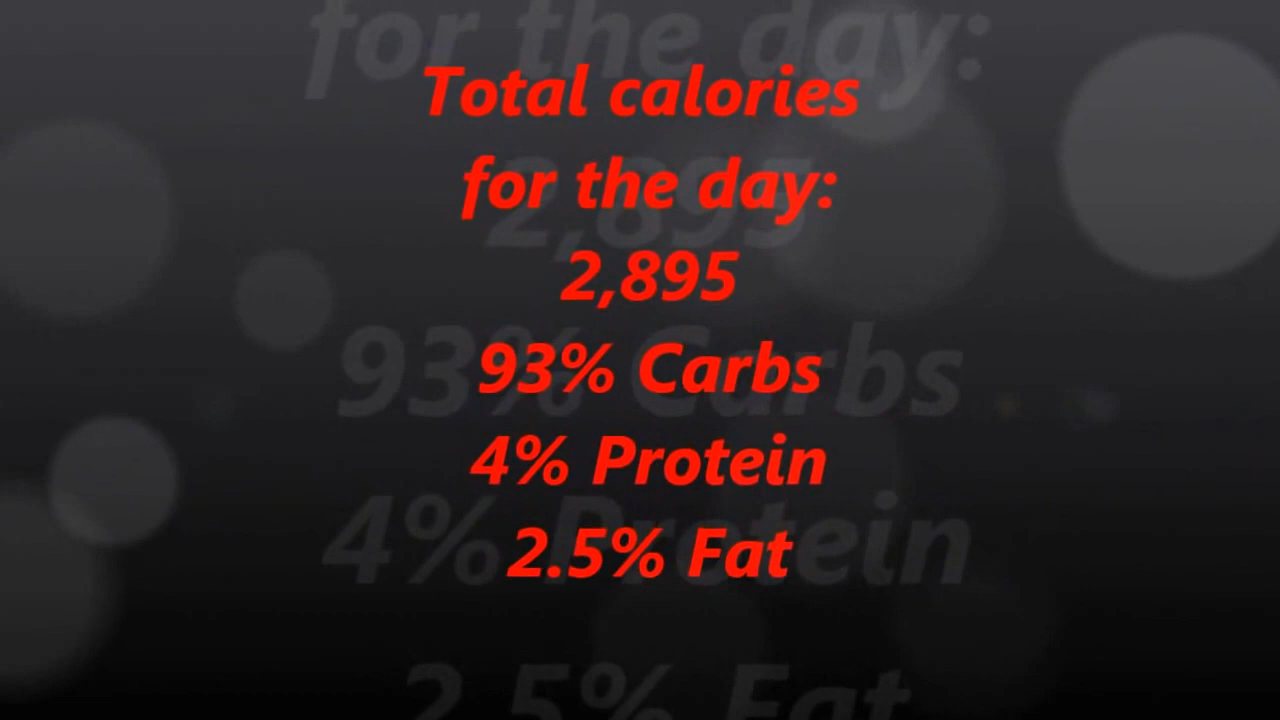 Total calories
for the day:
2,895
93% Carbs
4% Protein
2.5% Fat